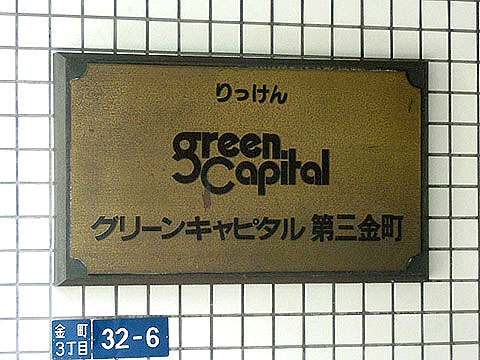 りっけん
green
Capital
グリーンキャピタル 第三金町
金町
3丁目
32-6